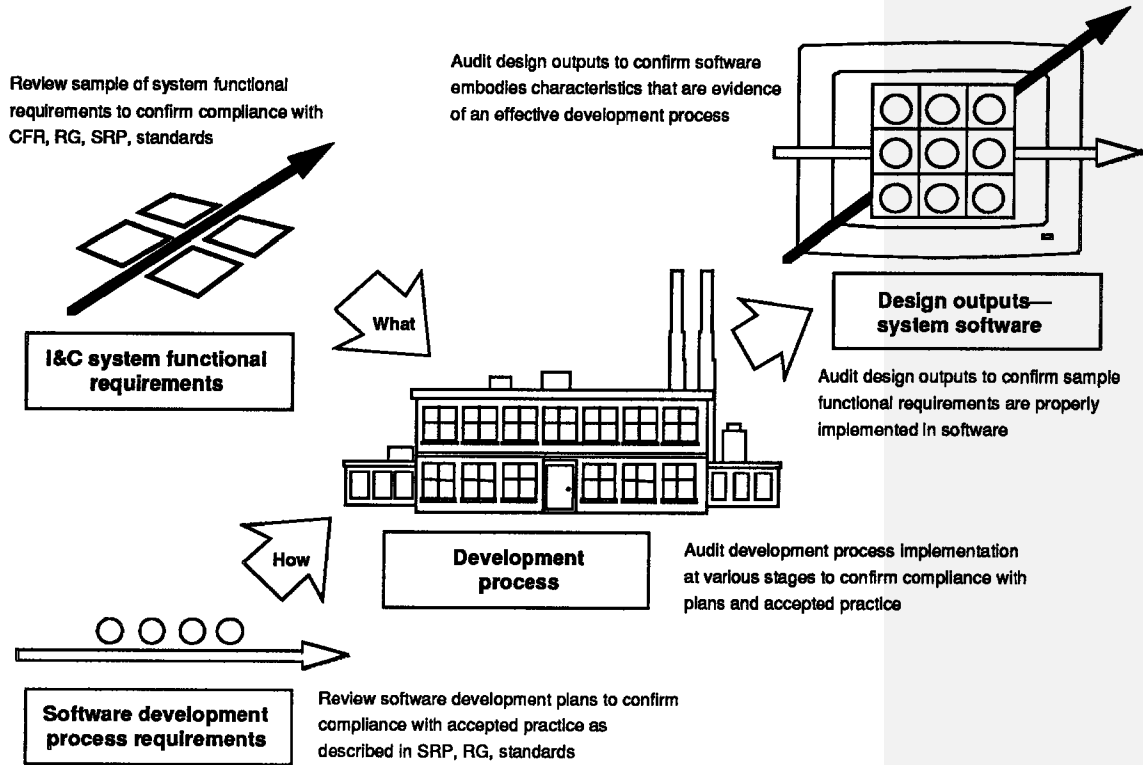 Review sample of system functional
requirements to confirm compliance with
CFR, RG, SRP, standards
Audit design outputs to confirm software
embodies characteristics that are evidence
of an effective development process
I&C system functional
requirements
What
Design outputs—
system software
Audit design outputs to confirm sample
functional requirements are properly
implemented in software
How
Development
process
Audit development process implementation
at various stages to confirm compliance with
plans and accepted practice
Software development
process requirements
Review software development plans to confirm
compliance with accepted practice as
described in SRP, RG, standards